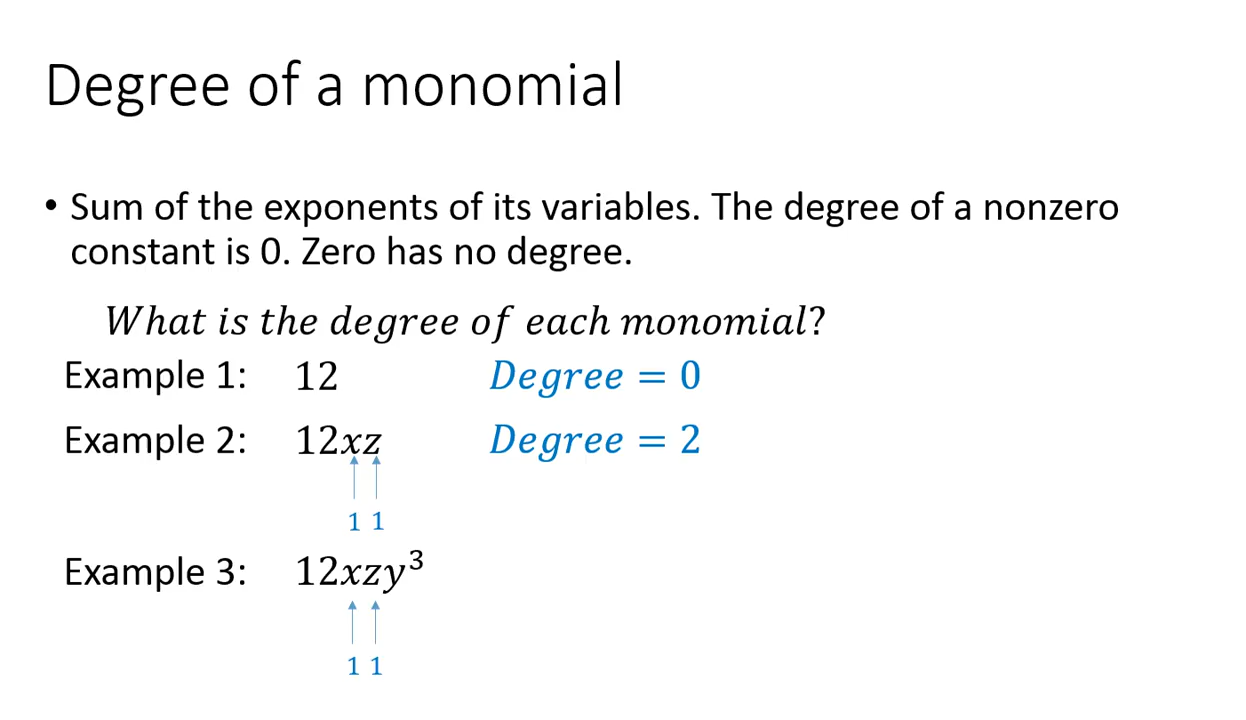 Degree of a monomial
• Sum of the exponents of its variables. The degree of a nonzero
constant is 0. Zero has no degree.
What is the degree of each monomial?
Example 1: 12 Degree = 0
Example 2: 12xz Degree = 2
1 1
Example 3: 12xzy³
1 1